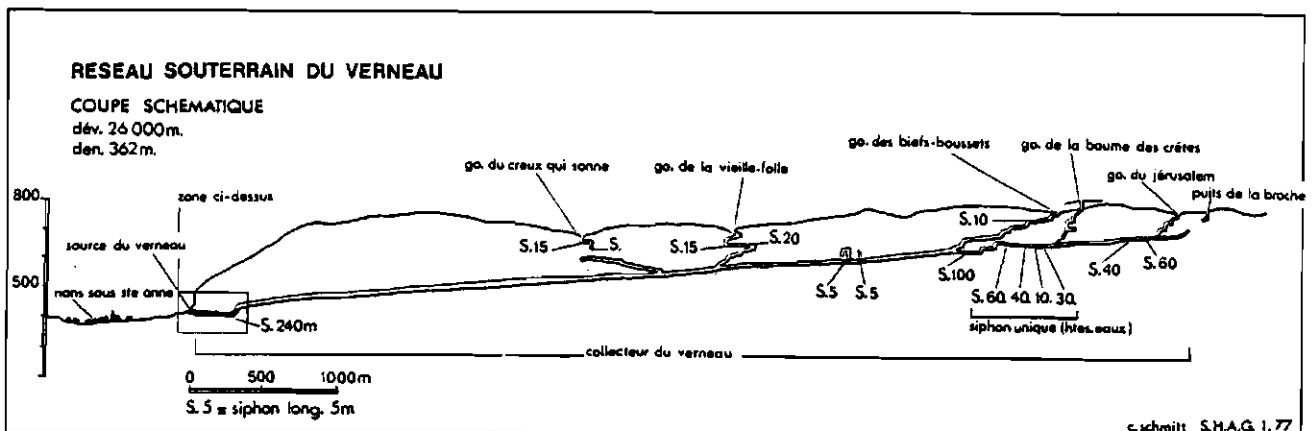 RESEAU SOUTERRAIN DU VERNEAU
COUPE SCHEMATIQUE
dév. 26 000m.
den. 362m.
go. du creux qui sonne
go. de la vieille-folle
go. des biefs-boussets
go. de la baume des crêtes
go. du jérusalem
puits de la broche
800
zone ci-dessus
source du verneau
500
nans sous ste anne
S. 240m
S.15
S.
S.15
S.20
S.10
S.5
S.5
S.100
S.60. 40. 10. 30.
S.40
S.60
siphon unique (htes.eaux)
collecteur du verneau
0 500 1000m
S. 5 = siphon long. 5m
c.schmitt S.H.A.G. 1.77